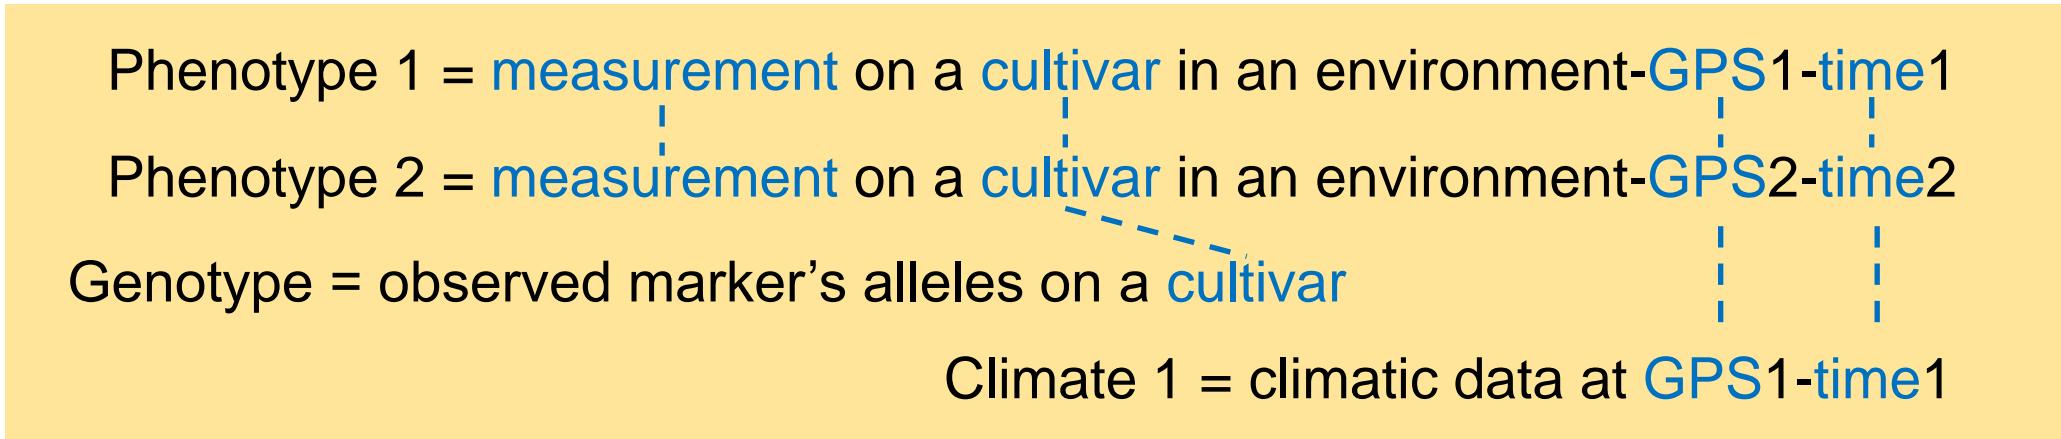 Phenotype 1 = measurement on a cultivar in an environment-GPS1-time1
Phenotype 2 = measurement on a cultivar in an environment-GPS2-time2
Genotype = observed marker’s alleles on a cultivar
Climate 1 = climatic data at GPS1-time1